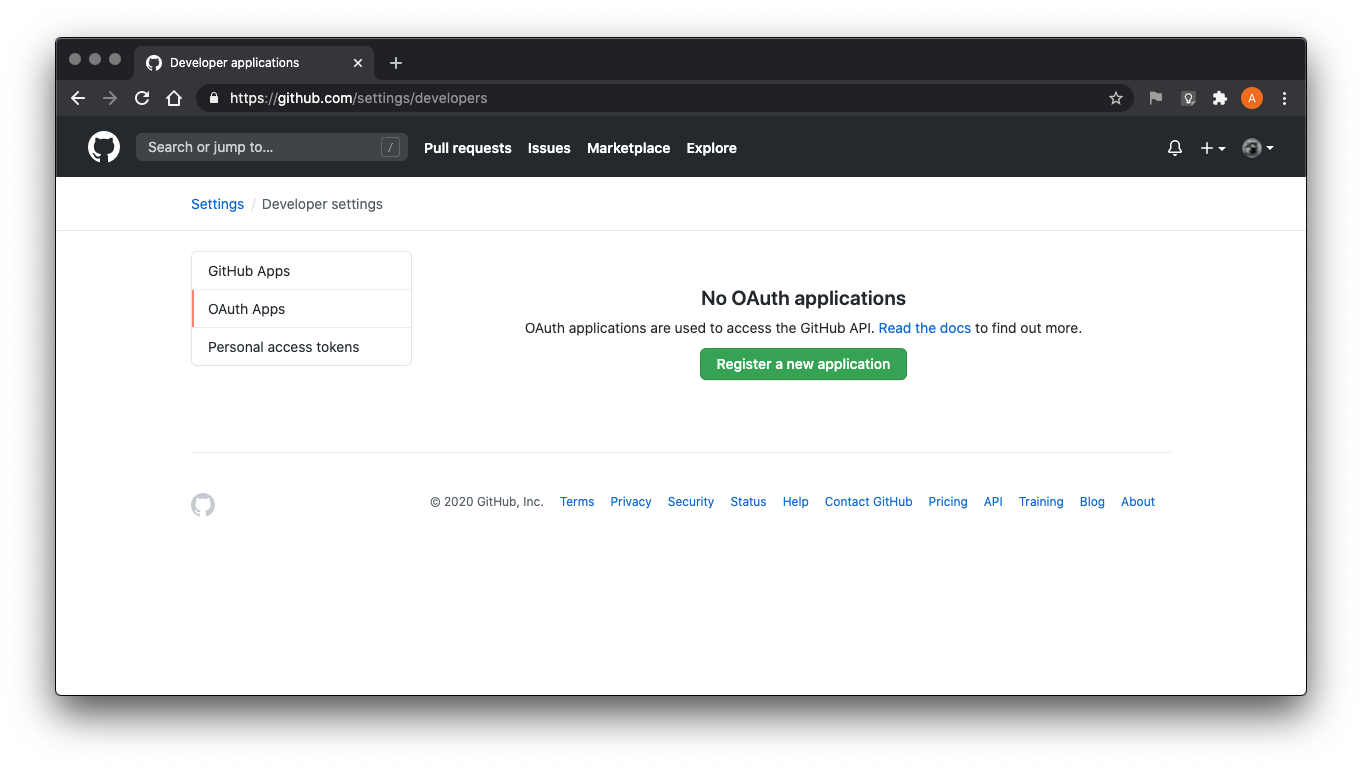 Developer applications
https://github.com/settings/developers
A
Search or jump to... /
Pull requests Issues Marketplace Explore
Settings / Developer settings
GitHub Apps
OAuth Apps
Personal access tokens
No OAuth applications
OAuth applications are used to access the GitHub API. Read the docs to find out more.
Register a new application
© 2020 GitHub, Inc. Terms Privacy Security Status Help Contact GitHub Pricing API Training Blog About